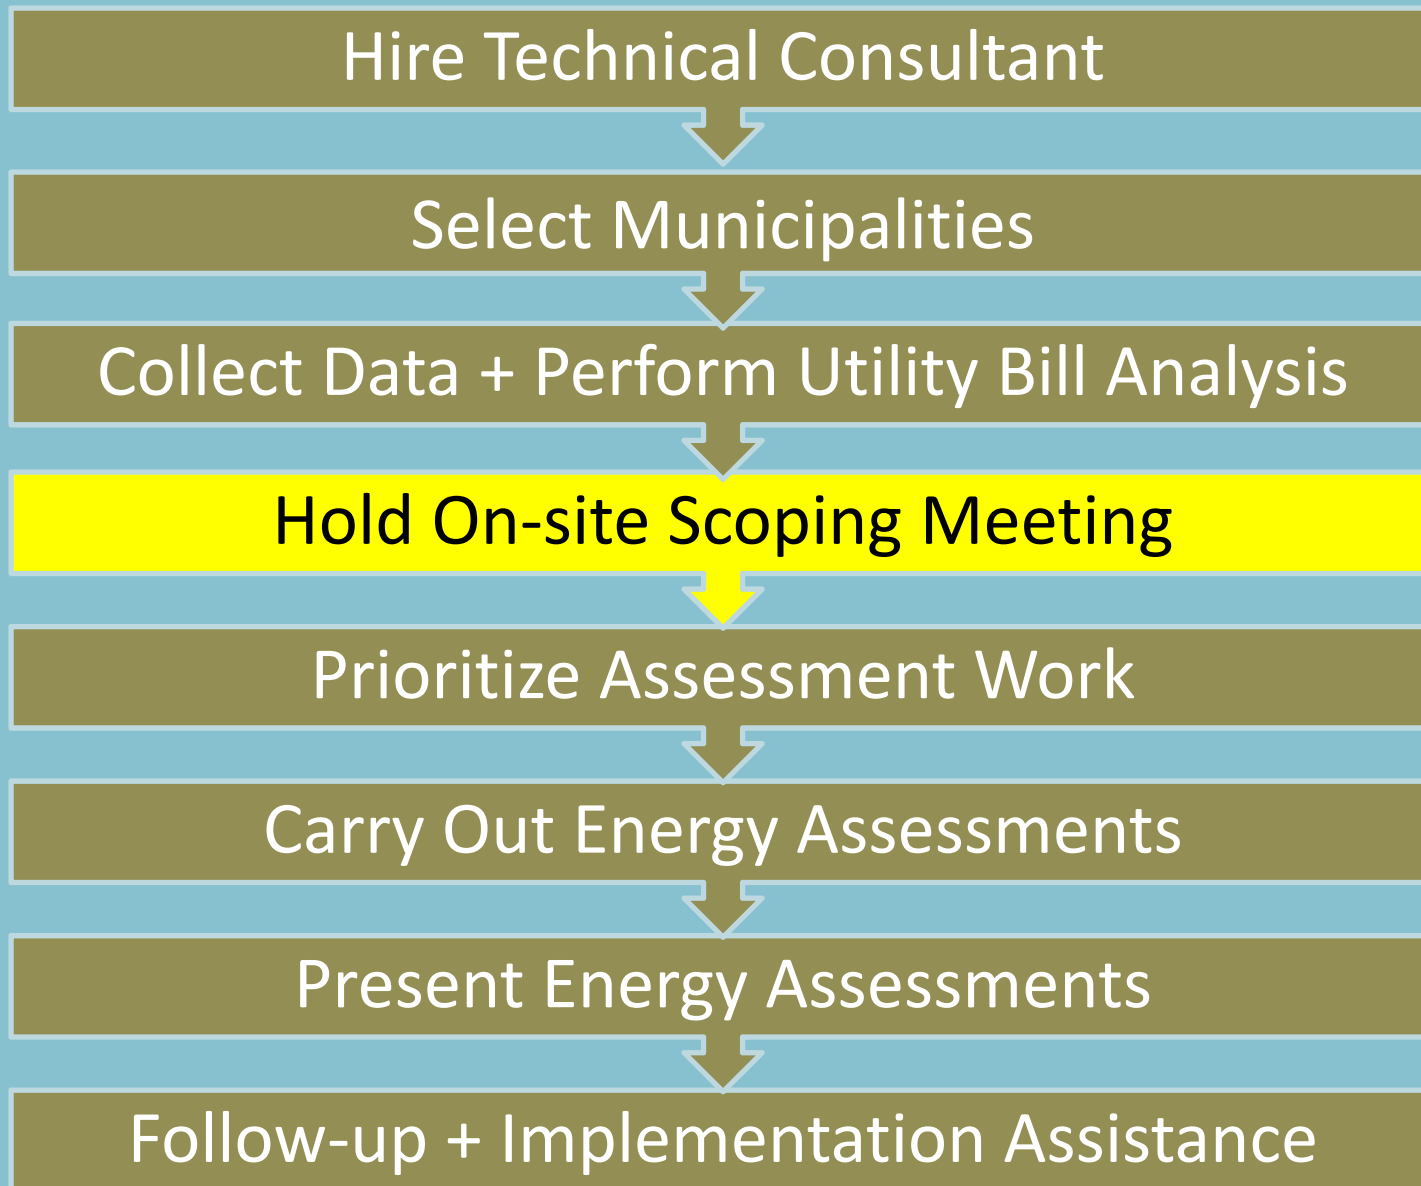 Hire Technical Consultant
Select Municipalities
Collect Data + Perform Utility Bill Analysis
Hold On-site Scoping Meeting
Prioritize Assessment Work
Carry Out Energy Assessments
Present Energy Assessments
Follow-up + Implementation Assistance